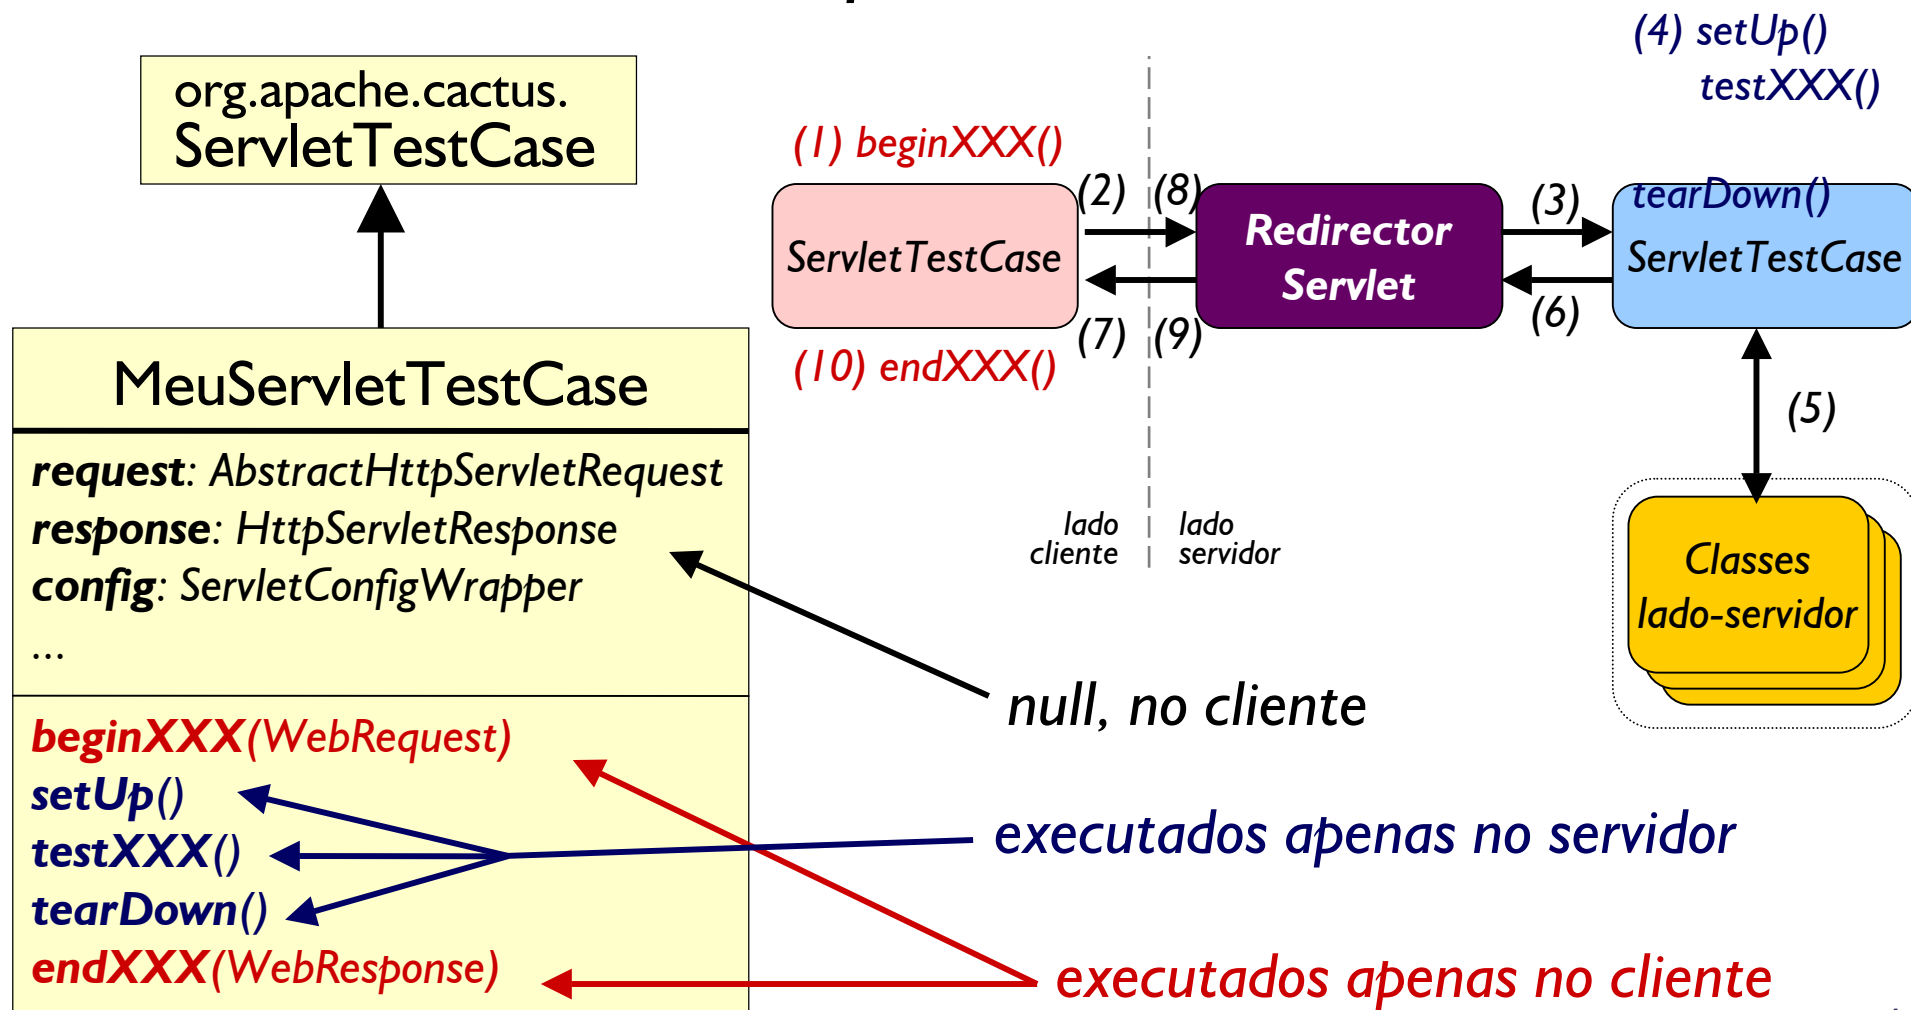 (4) setUp()
testXXX()
tearDown()
org.apache.cactus.
ServletTestCase
(1) beginXXX()
(2)
(8)
(3)
ServletTestCase
Redirector
Servlet
ServletTestCase
(7)
(9)
(6)
(10) endXXX()
(5)
lado
cliente
lado
servidor
Classes
lado-servidor
MeuServletTestCase
request: AbstractHttpServletRequest
response: HttpServletResponse
config: ServletConfigWrapper
...
null, no cliente
beginXXX(WebRequest)
setUp()
testXXX()
tearDown()
endXXX(WebResponse)
executados apenas no servidor
executados apenas no cliente